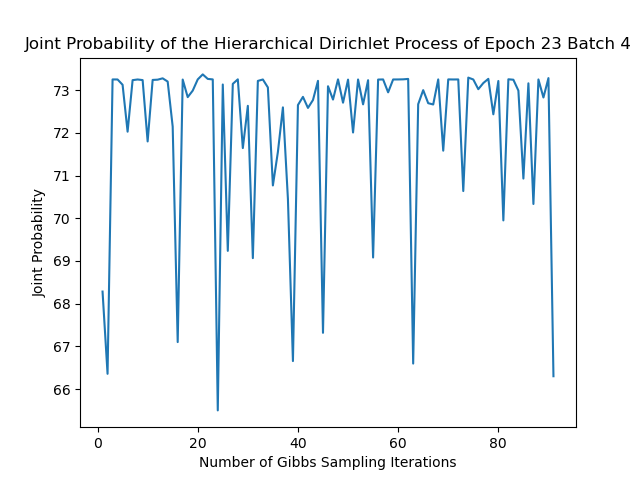 Joint Probability of the Hierarchical Dirichlet Process of Epoch 23 Batch 4
73
72
71
70
69
68
67
66
Joint Probability
0 20 40 60 80
Number of Gibbs Sampling Iterations